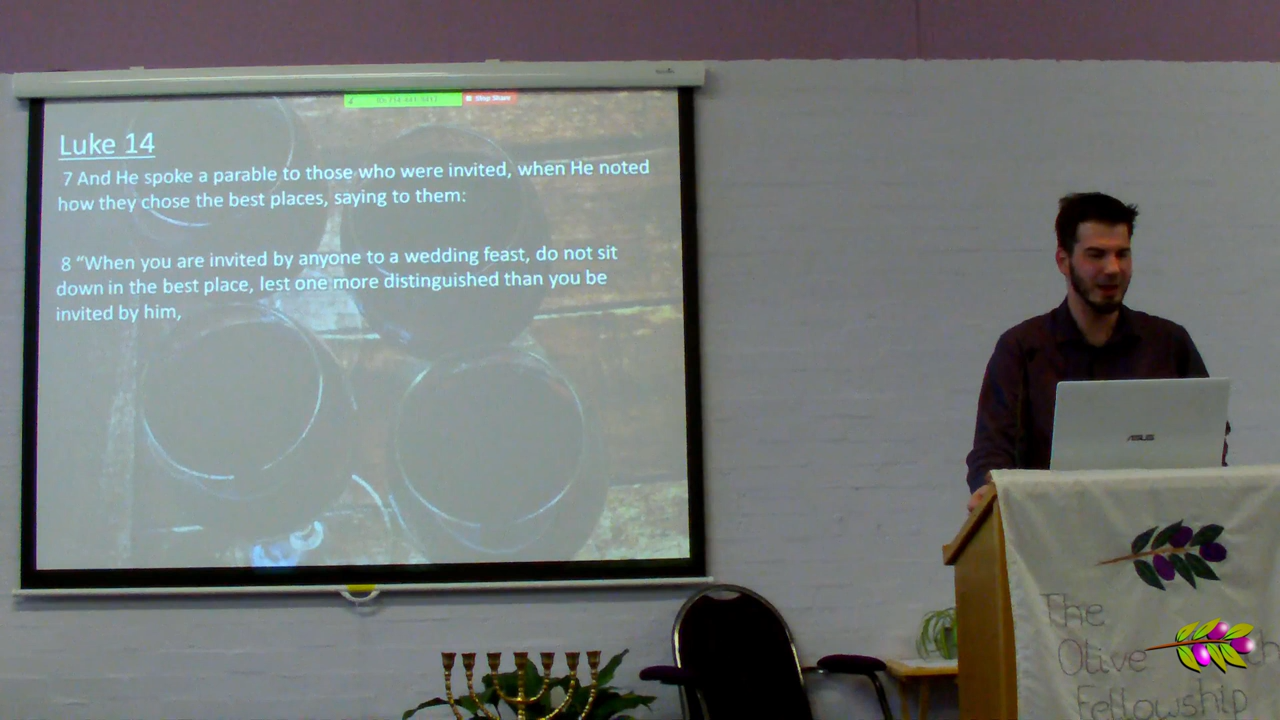 Stop Share
Luke 14
7 And He spoke a parable to those who were invited, when He noted
how they chose the best places, saying to them:
8 “When you are invited by anyone to a wedding feast, do not sit
down in the best place, lest one more distinguished than you be
invited by him,
ASUS
The
Olive
Fellowship